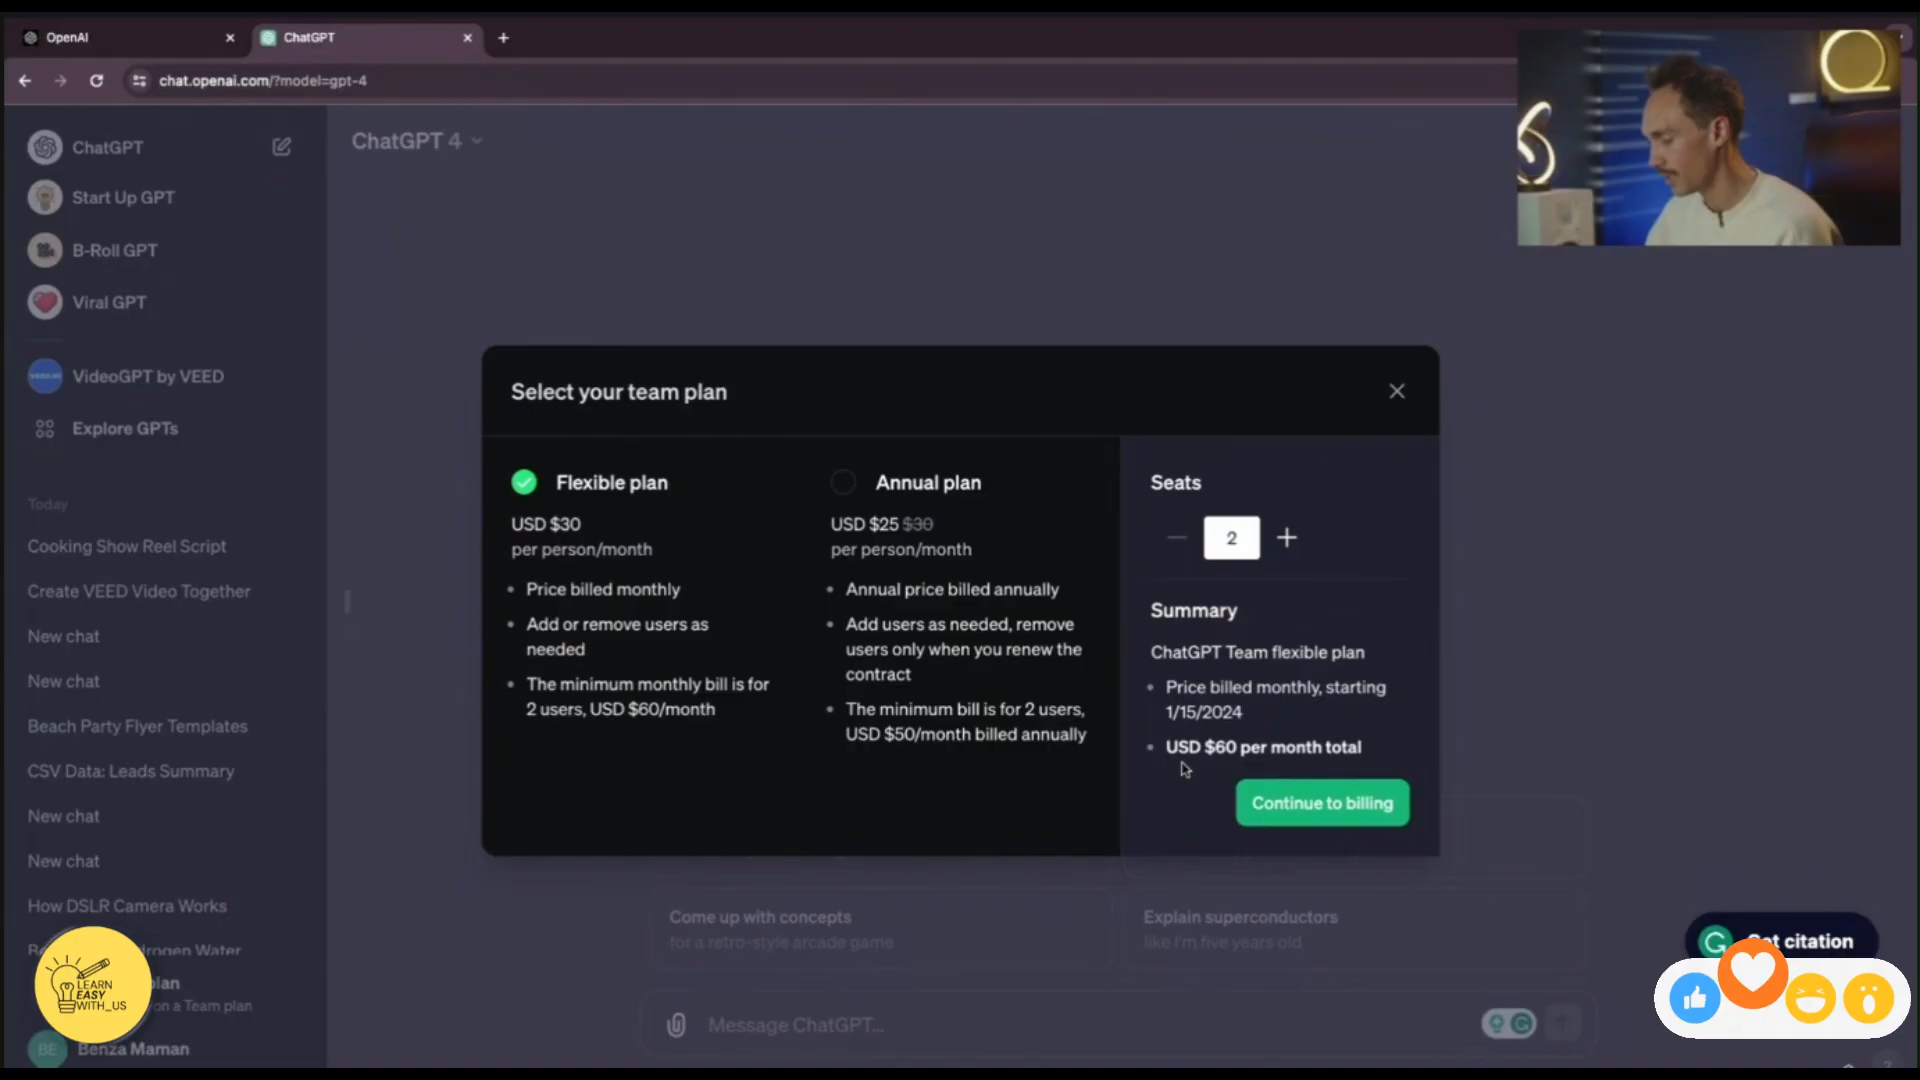 OpenAI
ChatGPT
chat.openai.com/?model=gpt-4
ChatGPT
Start Up GPT
B-Roll GPT
Viral GPT
VideoGPT by VEED
Explore GPTs
Today
Cooking Show Reel Script
Create VEED Video Together
New chat
New chat
Beach Party Flyer Templates
CSV Data: Leads Summary
New chat
New chat
How DSLR Camera Works
Water
plan
on a Team plan
BE
Benza Maman
LEARN
EASY
WITH_US
ChatGPT 4
Select your team plan
Flexible plan
USD $30
per person/month
• Price billed monthly
• Add or remove users as
needed
• The minimum monthly bill is for
2 users, USD $60/month
Annual plan
USD $25 $30
per person/month
• Annual price billed annually
• Add users as needed, remove
users only when you renew the
contract
• The minimum bill is for 2 users,
USD $50/month billed annually
Seats
2
Summary
ChatGPT Team flexible plan
• Price billed monthly, starting
1/15/2024
• USD $60 per month total
Continue to billing
Come up with concepts
for a retro-style arcade game
Explain superconductors
like I'm five years old
Message ChatGPT...
citation